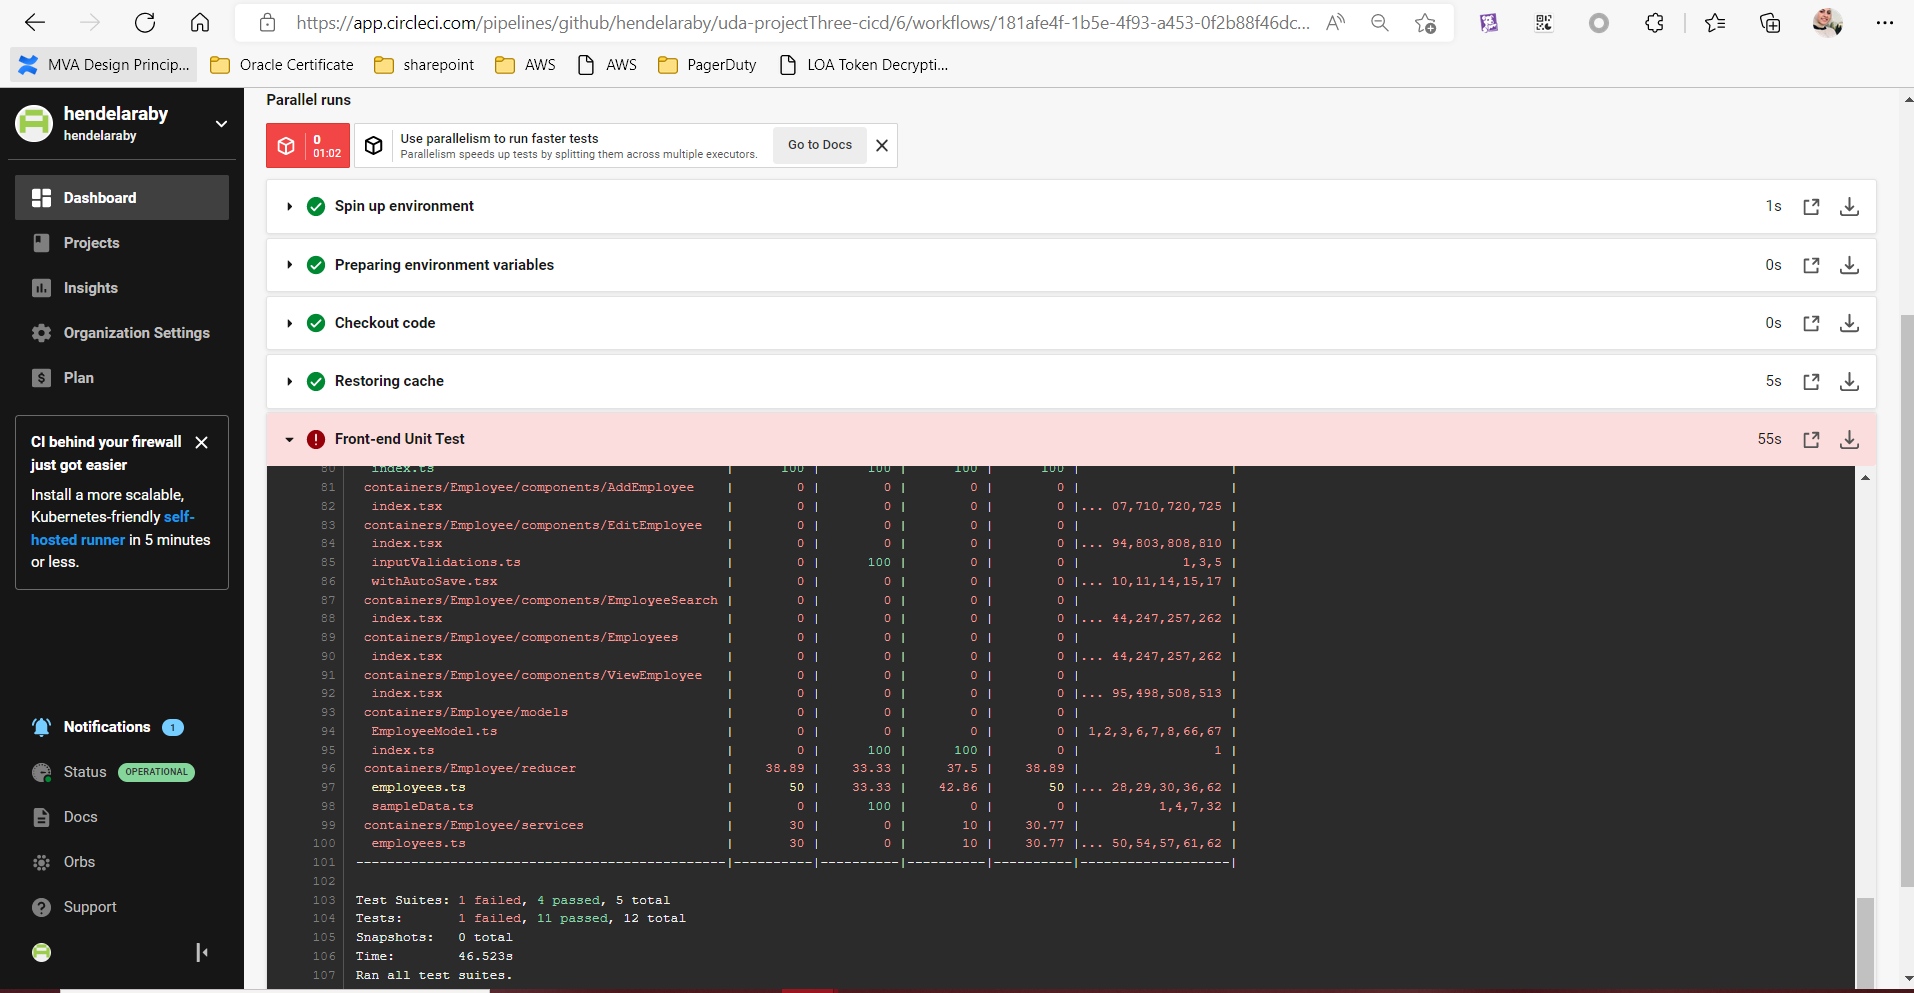 https://app.circleci.com/pipelines/github/hendelaraby/uda-projectThree-cicd/6/workflows/181afe4f-1b5e-4f93-a453-0f2b88f46dc...
MVA Design Princip... Oracle Certificate sharepoint AWS AWS PagerDuty LOA Token Decrypti...
hendelaraby
hendelaraby
Dashboard
Projects
Insights
Organization Settings
Plan
CI behind your firewall
just got easier
Install a more scalable,
Kubernetes-friendly self-
hosted runner in 5 minutes
or less.
Notifications 1
Status OPERATIONAL
Docs
Orbs
Support
Parallel runs
0
01:02
Use parallelism to run faster tests
Parallelism speeds up tests by splitting them across multiple executors.
Go to Docs
Spin up environment 1s
Preparing environment variables 0s
Checkout code 0s
Restoring cache 5s
Front-end Unit Test 55s
80 index.ts | 100 | 100 | 100 | 100 | |
81 containers/Employee/components/AddEmployee | 0 | 0 | 0 | 0 | |
82 index.tsx | 0 | 0 | 0 | 0 |... 07,710,720,725 |
83 containers/Employee/components/EditEmployee | 0 | 0 | 0 | 0 | |
84 index.tsx | 0 | 0 | 0 | 0 |... 94,803,808,810 |
85 inputValidations.ts | 0 | 100 | 0 | 0 | 1,3,5 |
86 withAutoSave.tsx | 0 | 0 | 0 | 0 |... 10,11,14,15,17 |
87 containers/Employee/components/EmployeeSearch | 0 | 0 | 0 | 0 | |
88 index.tsx | 0 | 0 | 0 | 0 |... 44,247,257,262 |
89 containers/Employee/components/Employees | 0 | 0 | 0 | 0 | |
90 index.tsx | 0 | 0 | 0 | 0 |... 44,247,257,262 |
91 containers/Employee/components/ViewEmployee | 0 | 0 | 0 | 0 | |
92 index.tsx | 0 | 0 | 0 | 0 |... 95,498,508,513 |
93 containers/Employee/models | 0 | 0 | 0 | 0 | |
94 EmployeeModel.ts | 0 | 0 | 0 | 0 | 1,2,3,6,7,8,66,67 |
95 index.ts | 0 | 100 | 100 | 0 | 1 |
96 containers/Employee/reducer | 38.89 | 33.33 | 37.5 | 38.89 | |
97 employees.ts | 50 | 33.33 | 42.86 | 50 |... 28,29,30,36,62 |
98 sampleData.ts | 0 | 100 | 0 | 0 | 1,4,7,32 |
99 containers/Employee/services | 30 | 0 | 10 | 30.77 | |
100 employees.ts | 30 | 0 | 10 | 30.77 |... 50,54,57,61,62 |
101 -----------------------------------------------|----------|----------|----------|----------|-------------------|
102
103 Test Suites: 1 failed, 4 passed, 5 total
104 Tests: 1 failed, 11 passed, 12 total
105 Snapshots: 0 total
106 Time: 46.523s
107 Ran all test suites.